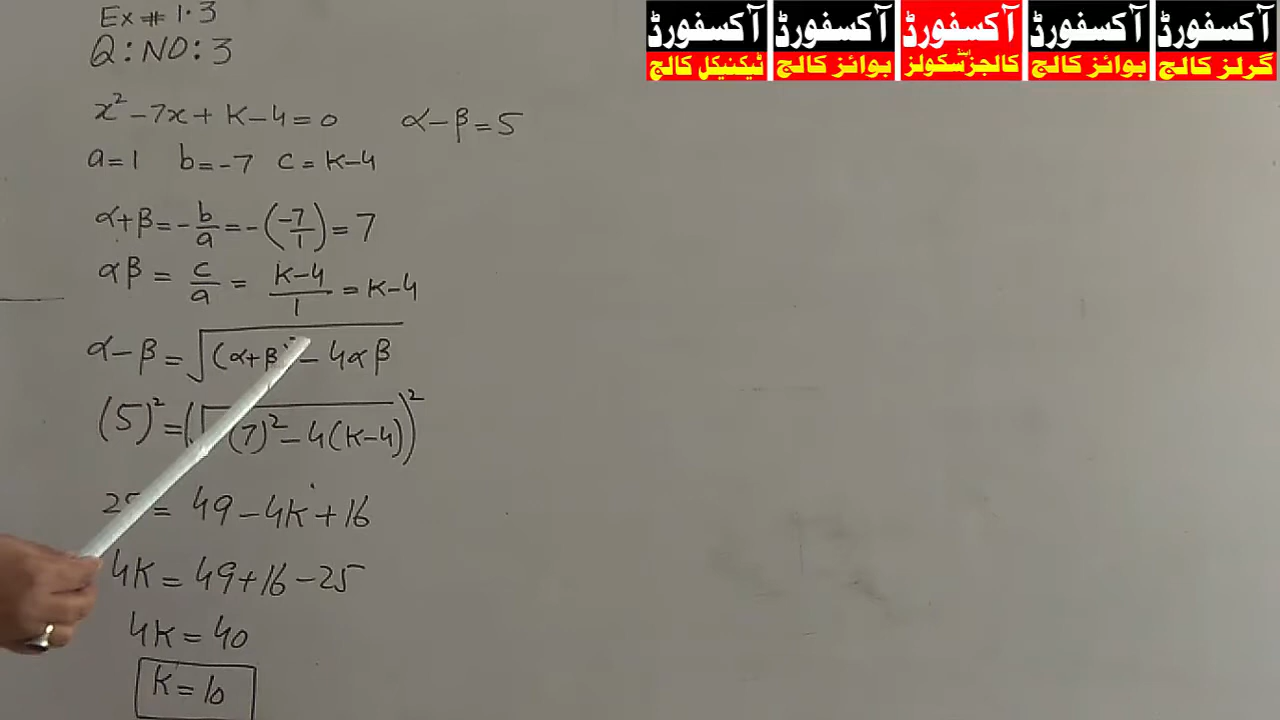 Ex # 1.3
Q: NO: 3
x² - 7x + K - 4 = 0   α - β = 5
a = 1   b = -7   c = K-4
α+β = -b/a = -(-7/1) = 7
αβ = c/a = K-4/1 = K-4
α-β = √(α+β)² - 4αβ
(5)² = (√(7)² - 4(K-4))²
25 = 49 - 4K + 16
4K = 49 + 16 - 25
4K = 40
K = 10
آکسفورڈ آکسفورڈ آکسفورڈ آکسفورڈ آکسفورڈ
گرلز کالج بوائز کالج کالجز اینڈ سکولز بوائز کالج ٹیکنیکل کالج